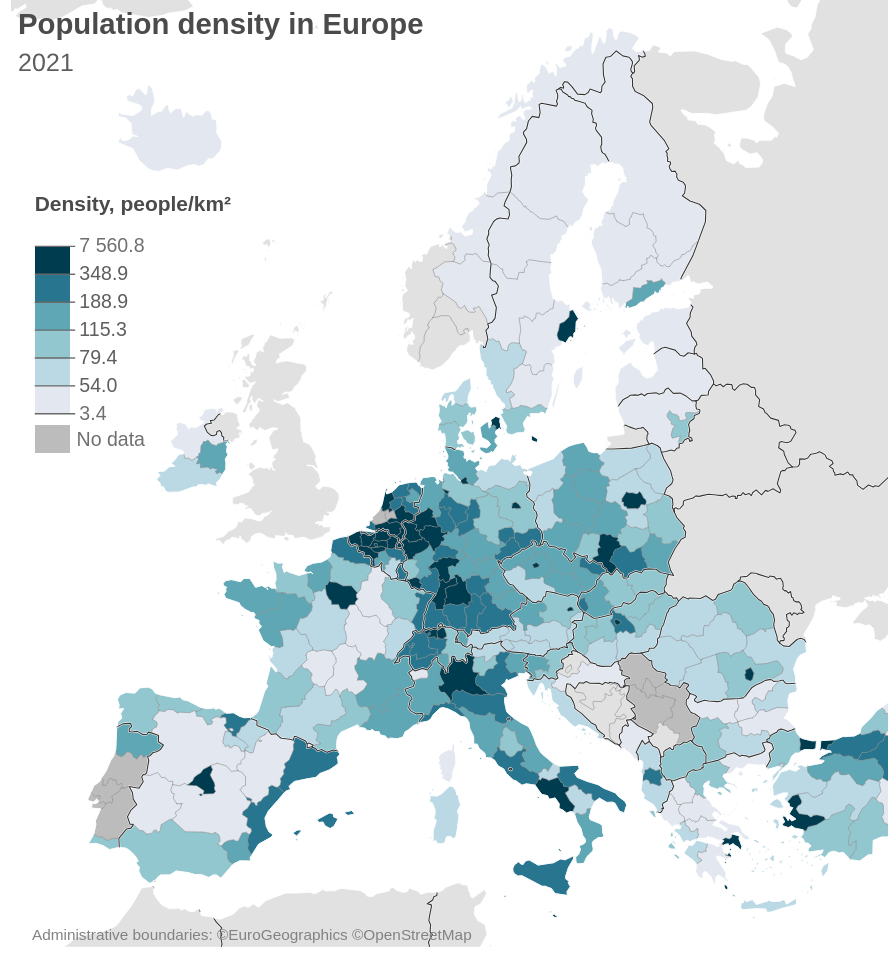 Population density in Europe
2021
Density, people/km²
7 560.8
348.9
188.9
115.3
79.4
54.0
3.4
No data
Administrative boundaries: ©EuroGeographics ©OpenStreetMap